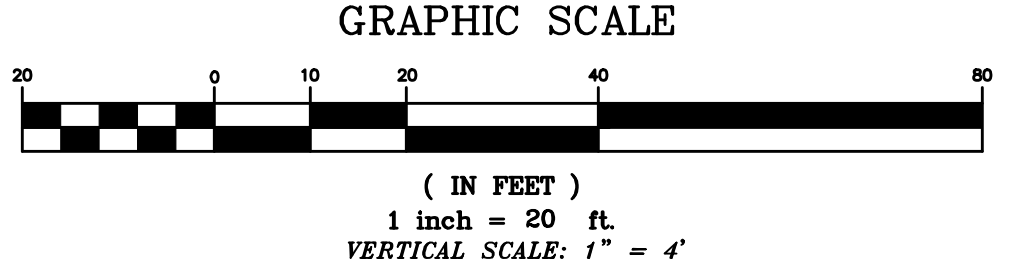 GRAPHIC SCALE
20 0 10 20 40 80
( IN FEET )
1 inch = 20 ft.
VERTICAL SCALE: 1" = 4'